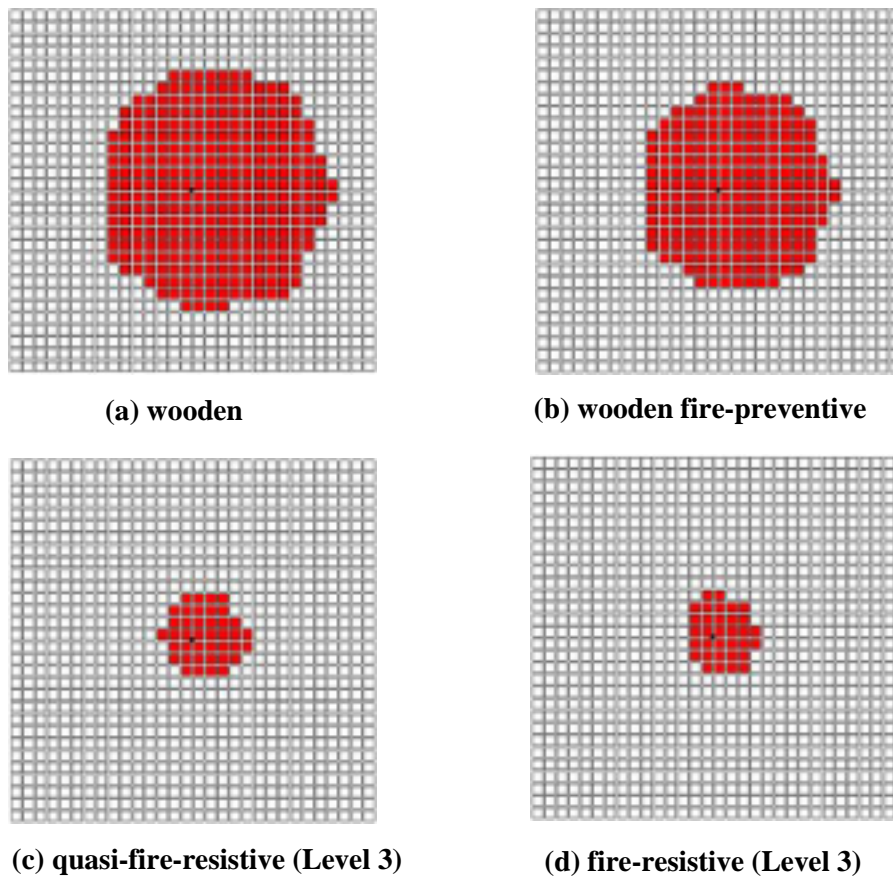 (a) wooden
(b) wooden fire-preventive
(c) quasi-fire-resistive (Level 3)
(d) fire-resistive (Level 3)